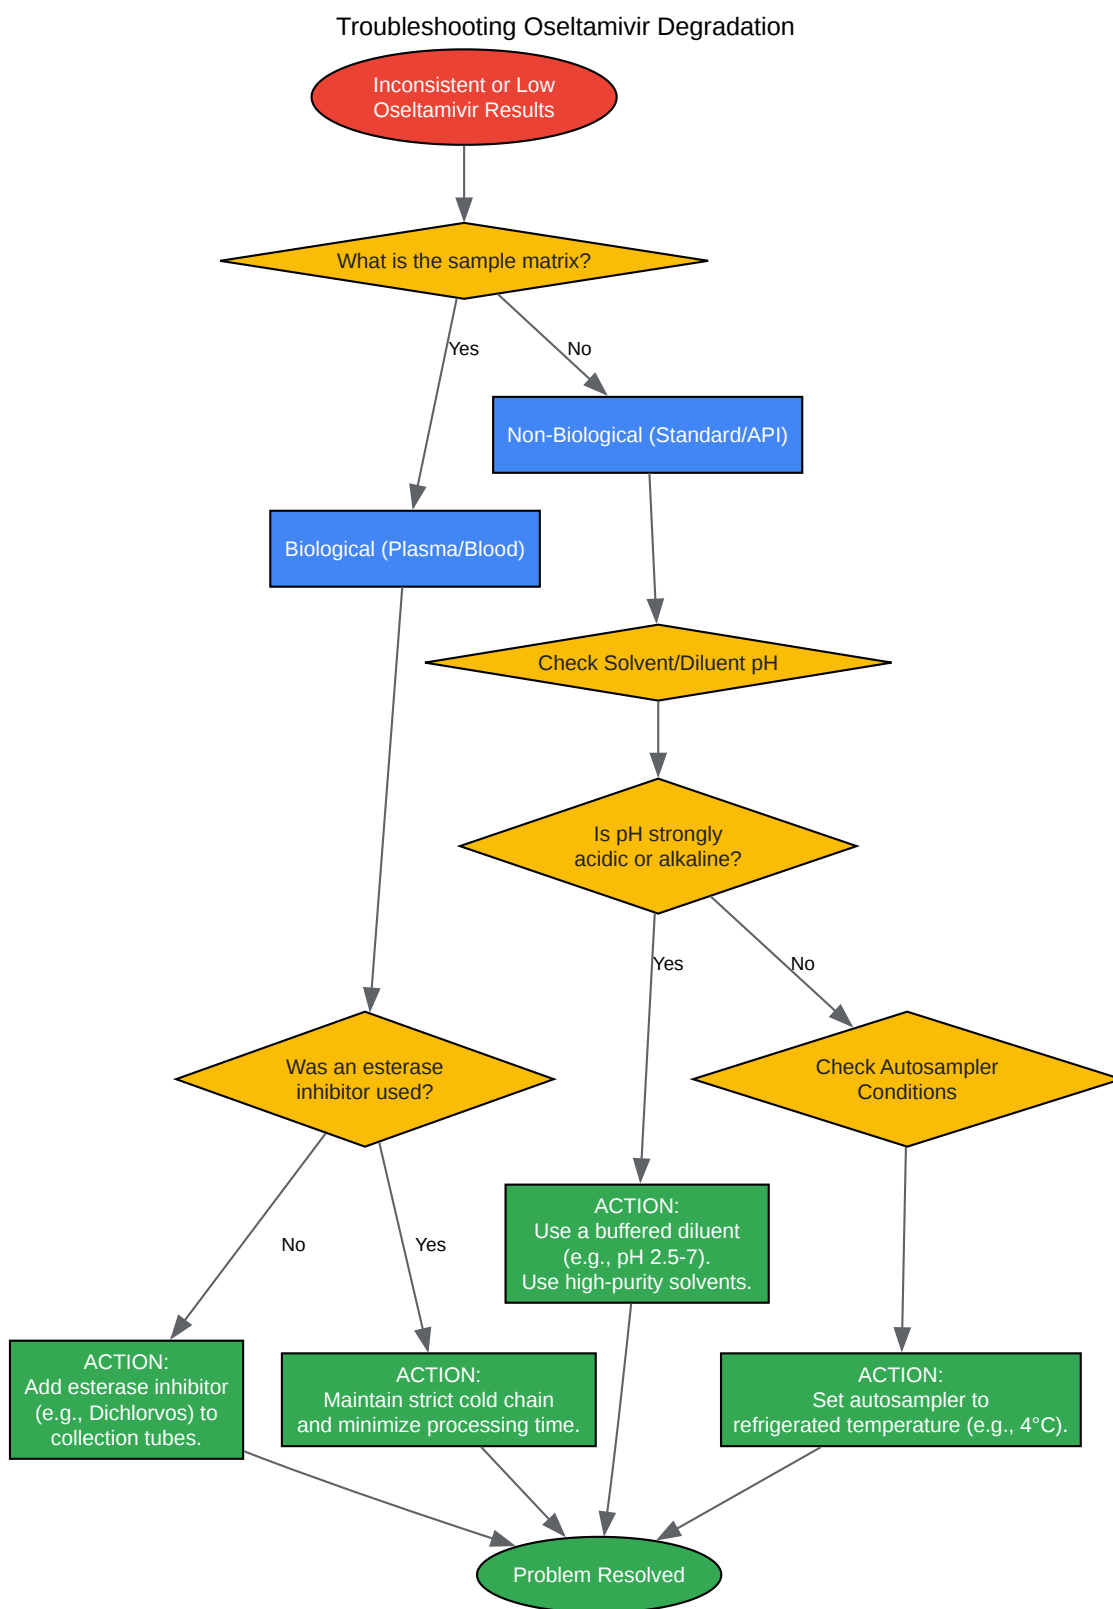 Troubleshooting Oseltamivir Degradation
Inconsistent or Low
Oseltamivir Results
What is the sample matrix?
Yes
No
Non-Biological (Standard/API)
Biological (Plasma/Blood)
Check Solvent/Diluent pH
Is pH strongly
acidic or alkaline?
Yes
No
Was an esterase
inhibitor used?
Check Autosampler
Conditions
No
Yes
ACTION:
Use a buffered diluent
(e.g., pH 2.5-7).
Use high-purity solvents.
ACTION:
Add esterase inhibitor
(e.g., Dichlorvos) to
collection tubes.
ACTION:
Maintain strict cold chain
and minimize processing time.
ACTION:
Set autosampler to
refrigerated temperature (e.g., 4°C).
Problem Resolved